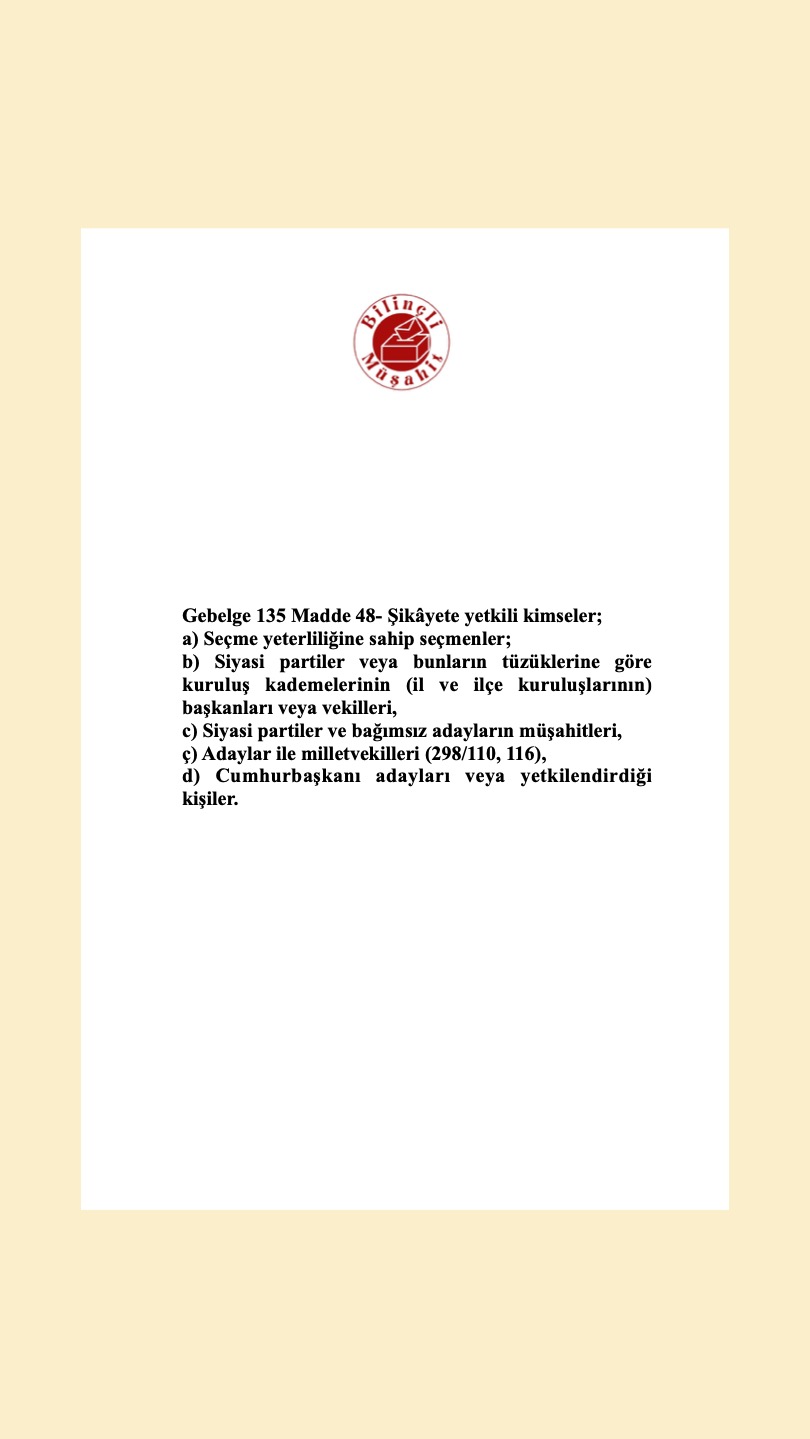 Bilinçli
Müşahit
Gebelge 135 Madde 48- Şikâyete yetkili kimseler;
a) Seçme yeterliliğine sahip seçmenler;
b) Siyasi partiler veya bunların tüzüklerine göre
kuruluş kademelerinin (il ve ilçe kuruluşlarının)
başkanları veya vekilleri,
c) Siyasi partiler ve bağımsız adayların müşahitleri,
ç) Adaylar ile milletvekilleri (298/110, 116),
d) Cumhurbaşkanı adayları veya yetkilendirdiği
kişiler.